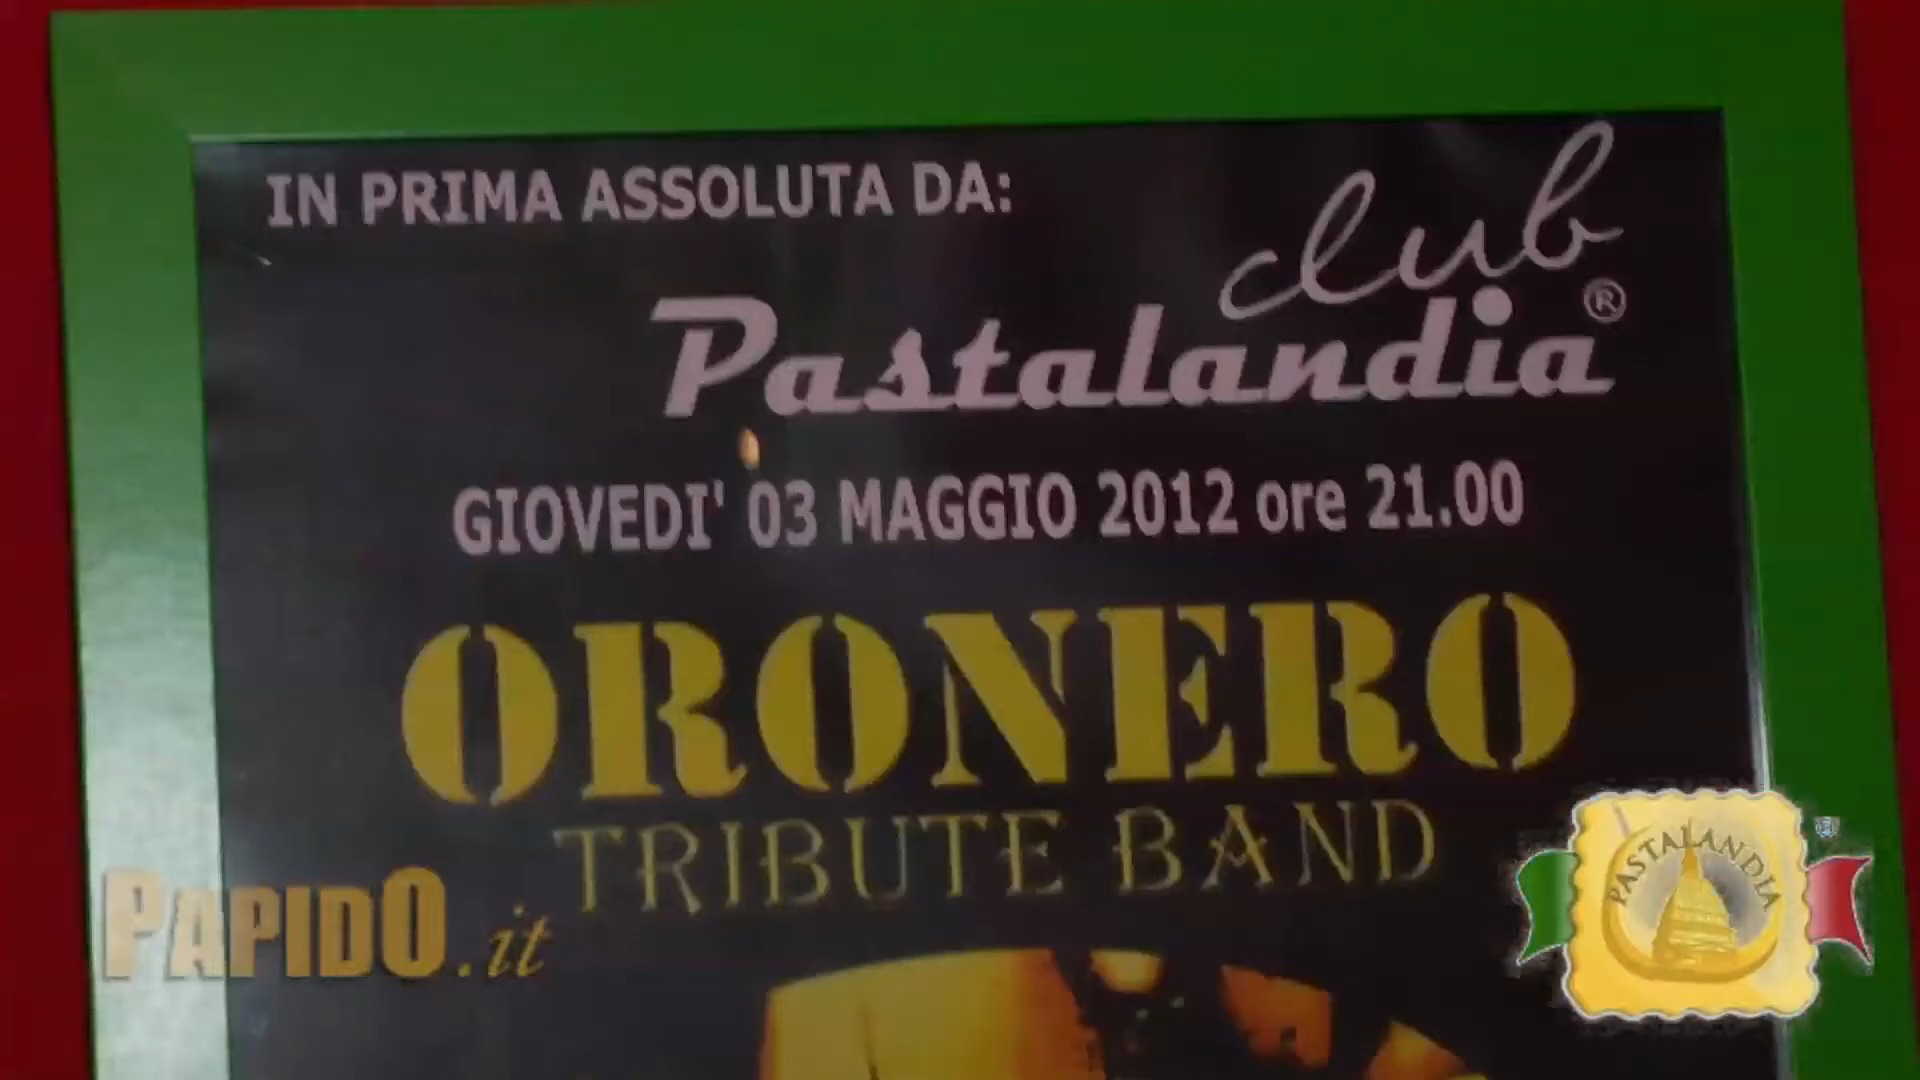 IN PRIMA ASSOLUTA DA:
club
Pastalandia®
GIOVEDI' 03 MAGGIO 2012 ore 21.00
ORONERO
TRIBUTE BAND
PAPIDO.it
PASTALANDIA ®